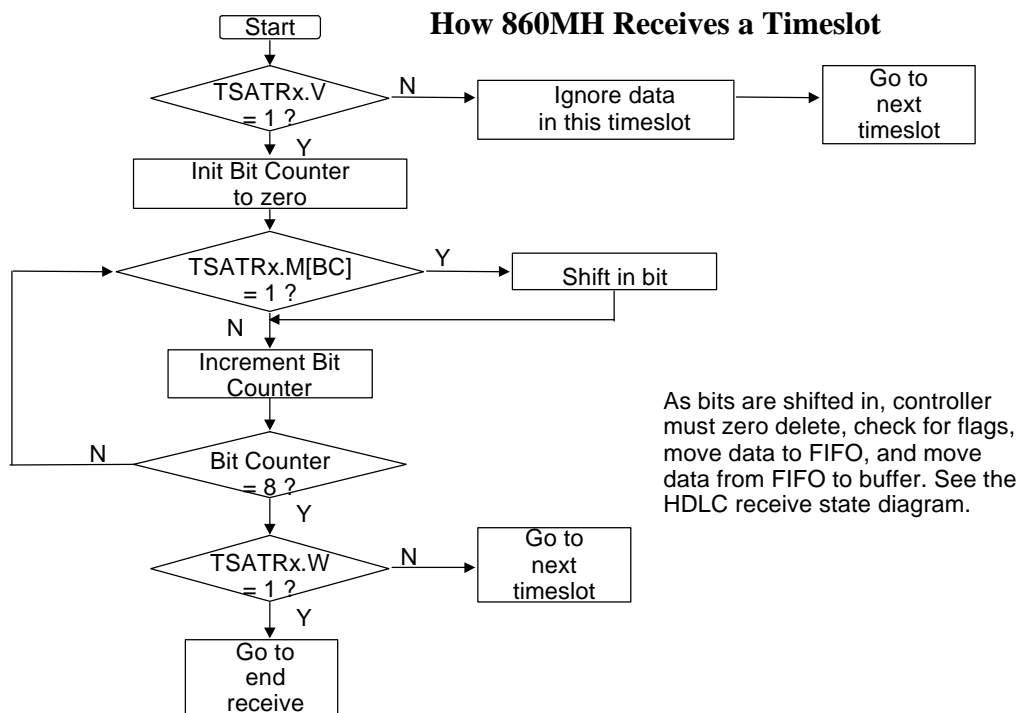 How 860MH Receives a Timeslot
Start
TSATRx.V
= 1 ?
N
Ignore data
in this timeslot
Go to
next
timeslot
Y
Init Bit Counter
to zero
TSATRx.M[BC]
= 1 ?
Y
Shift in bit
N
Increment Bit
Counter
As bits are shifted in, controller
must zero delete, check for flags,
move data to FIFO, and move
data from FIFO to buffer. See the
HDLC receive state diagram.
N
Bit Counter
= 8 ?
Y
TSATRx.W
= 1 ?
N
Go to
next
timeslot
Y
Go to
end
receive